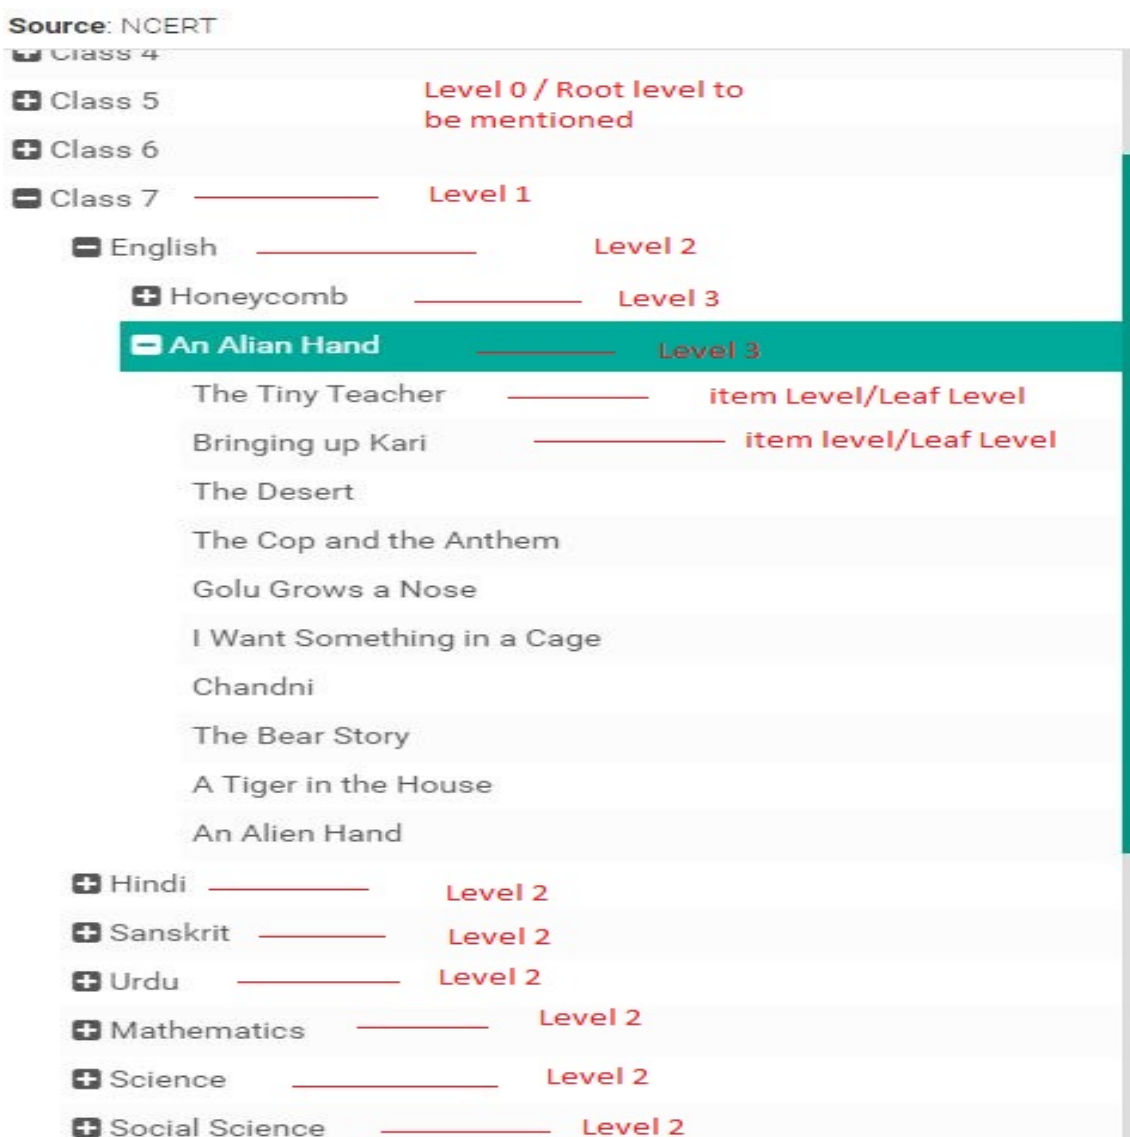 Source: NCERT
Class 4
Class 5 Level 0 / Root level to
be mentioned
Class 6
Class 7 Level 1
English Level 2
Honeycomb Level 3
An Alian Hand Level 3
The Tiny Teacher item Level/Leaf Level
Bringing up Kari item level/Leaf Level
The Desert
The Cop and the Anthem
Golu Grows a Nose
I Want Something in a Cage
Chandni
The Bear Story
A Tiger in the House
An Alien Hand
Hindi Level 2
Sanskrit Level 2
Urdu Level 2
Mathematics Level 2
Science Level 2
Social Science Level 2